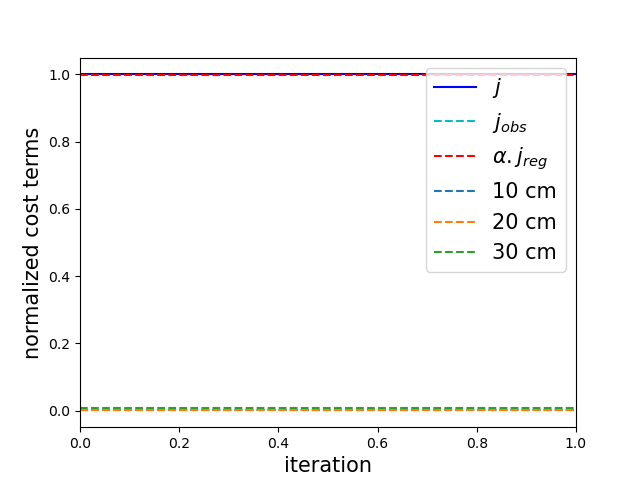 normalized cost terms
1.0
0.8
0.6
0.4
0.2
0.0
j
j_obs
α.j_reg
10 cm
20 cm
30 cm
0.0 0.2 0.4 0.6 0.8 1.0
iteration